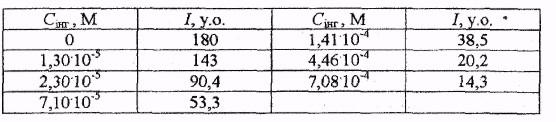 Cінг, М I, у.о. Cінг, М I, у.о.
0 180 1,41·10⁻⁴ 38,5
1,30·10⁻⁵ 143 4,46·10⁻⁴ 20,2
2,30·10⁻⁵ 90,4 7,08·10⁻⁴ 14,3
7,10·10⁻⁵ 53,3